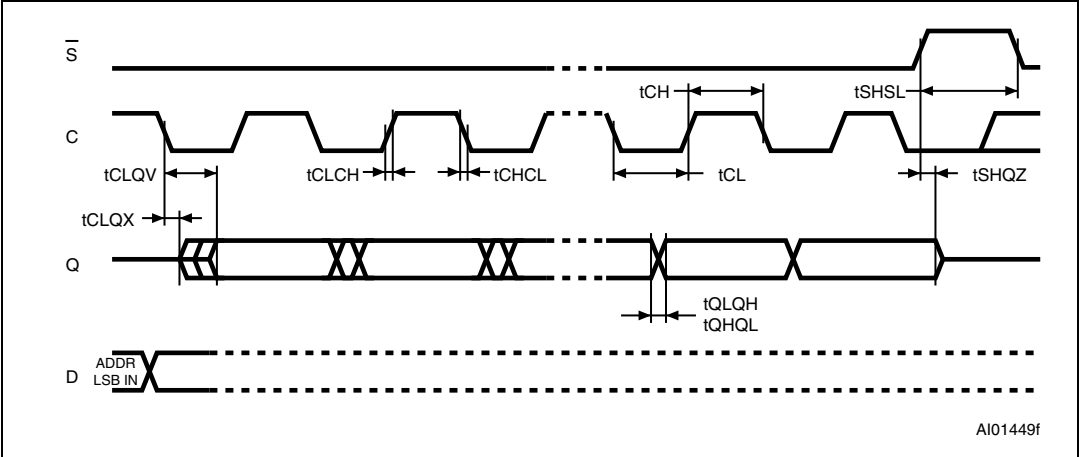 S
tCH
tSHSL
C
tCLQV
tCLCH
tCHCL
tCL
tSHQZ
tCLQX
Q
tQLQH
tQHQL
ADDR
D
LSB IN
AI01449f